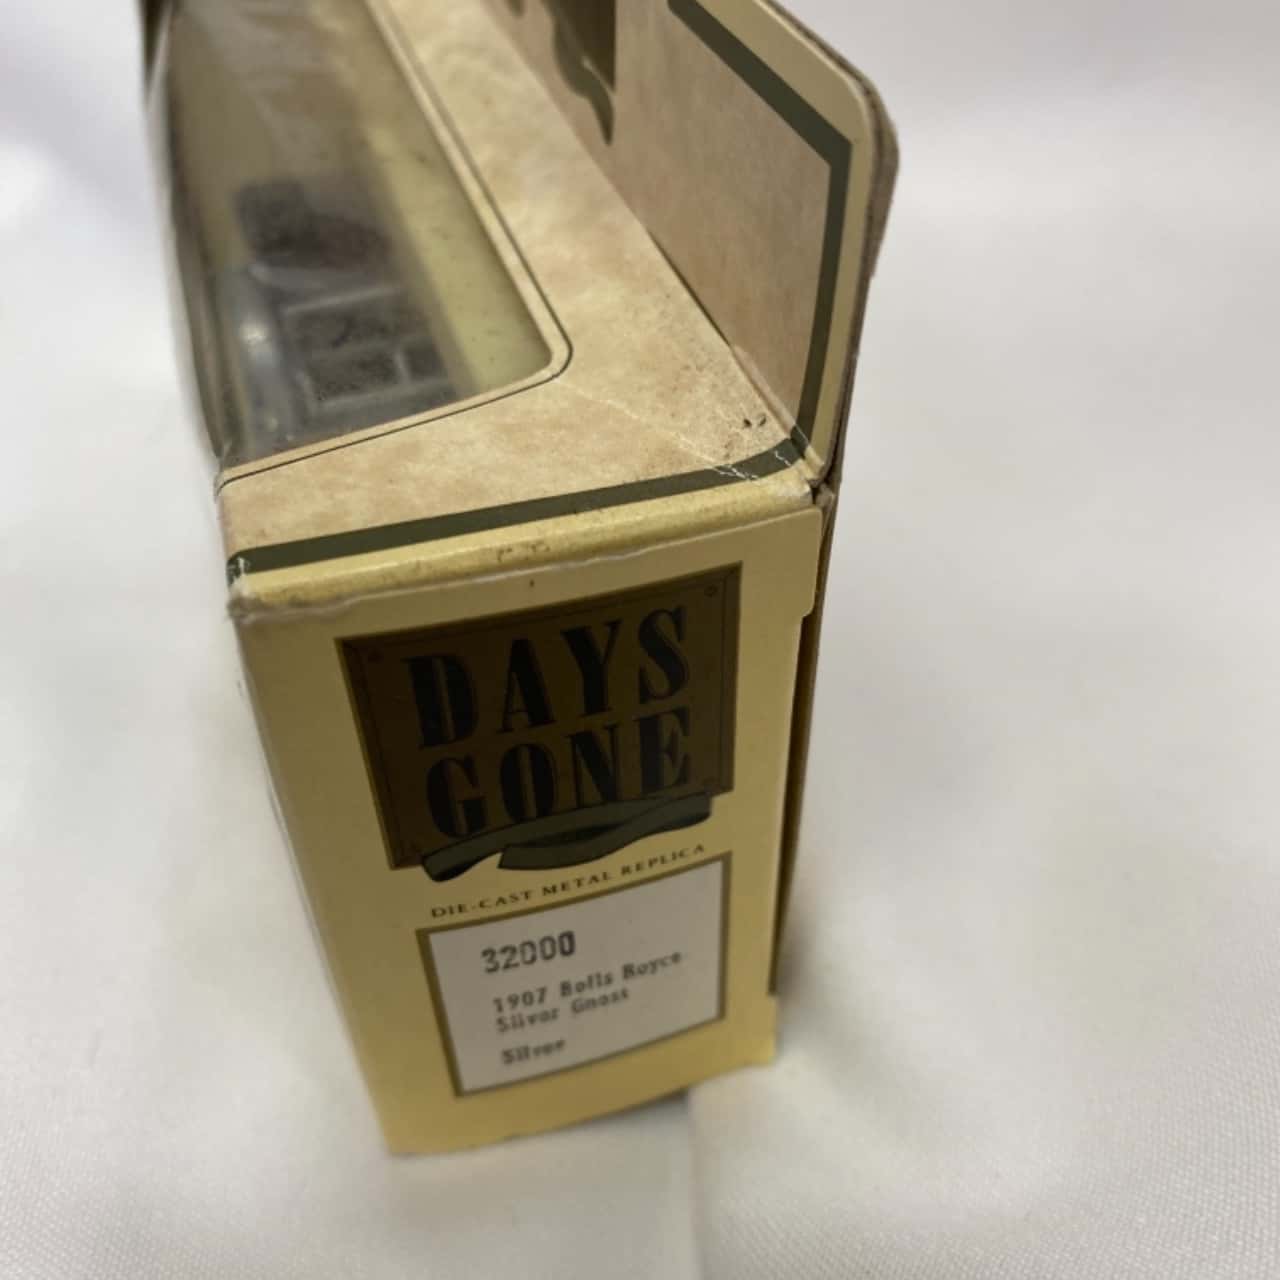 DAYS
GONE
DIE-CAST METAL REPLICA
32000
1907 Rolls Royce
Silver Ghost
Silver